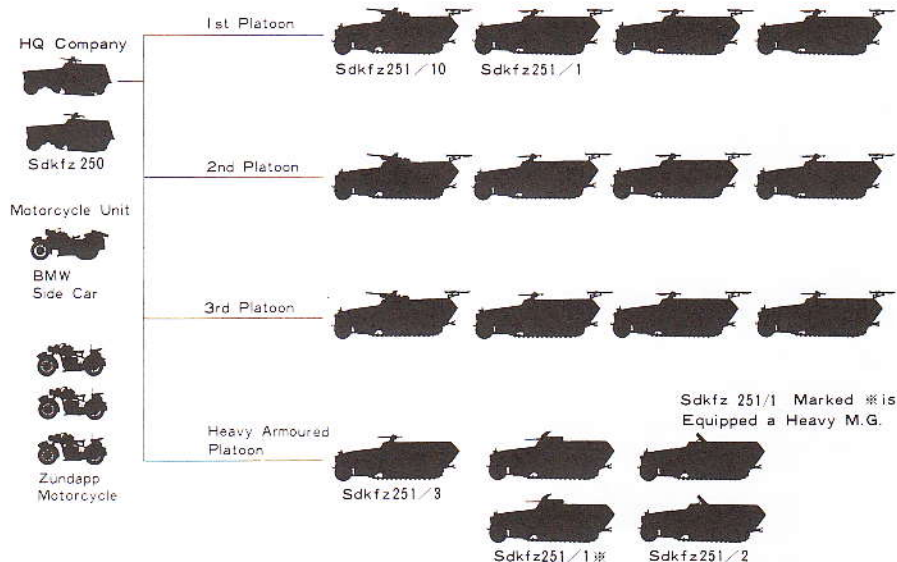 HQ Company
Sdkfz 250
Motorcycle Unit
BMW
Side Car
Zundapp
Motorcycle
1st Platoon
Sdkfz251/10
Sdkfz251/1
2nd Platoon
3rd Platoon
Heavy Armoured
Platoon
Sdkfz251/3
Sdkfz251/1※
Sdkfz251/2
Sdkfz 251/1 Marked ※is
Equipped a Heavy M.G.